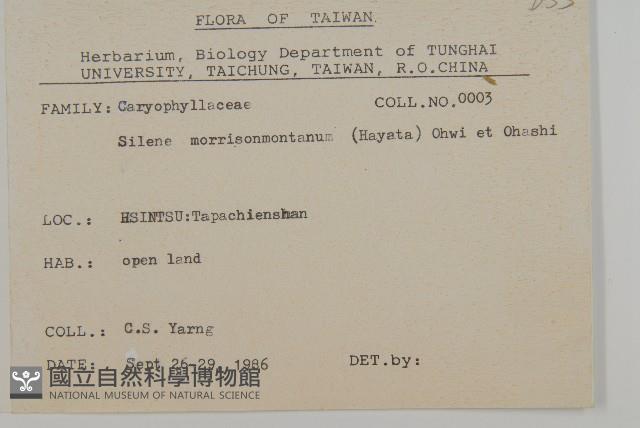 FLORA OF TAIWAN
Herbarium, Biology Department of TUNGHAI
UNIVERSITY, TAICHUNG, TAIWAN, R.O.CHINA
FAMILY: Caryophyllaceae COLL.NO.0003
Silene morrisonmontanum (Hayata) Ohwi et Ohashi
LOC.: HSINTSU:Tapachienshan
HAB.: open land
COLL.: C.S. Yarng
DATE: Sept 26-29, 1986 DET.by:
國立自然科學博物館
NATIONAL MUSEUM OF NATURAL SCIENCE